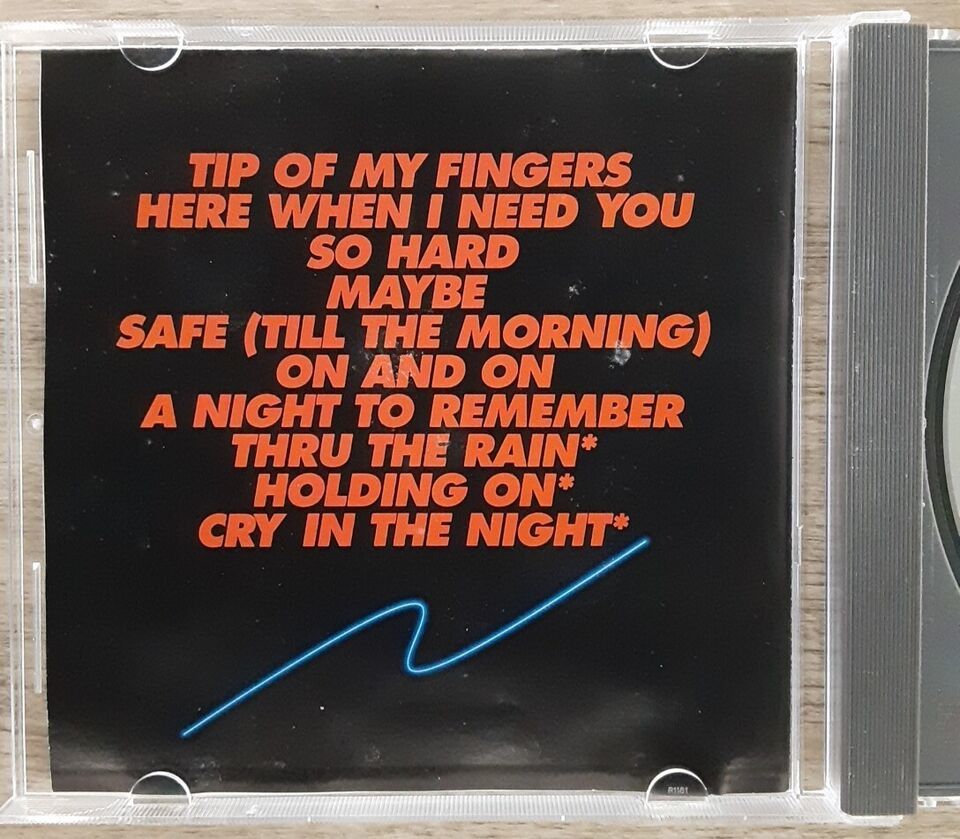 TIP OF MY FINGERS
HERE WHEN I NEED YOU
SO HARD
MAYBE
SAFE (TILL THE MORNING)
ON AND ON
A NIGHT TO REMEMBER
THRU THE RAIN*
HOLDING ON*
CRY IN THE NIGHT*